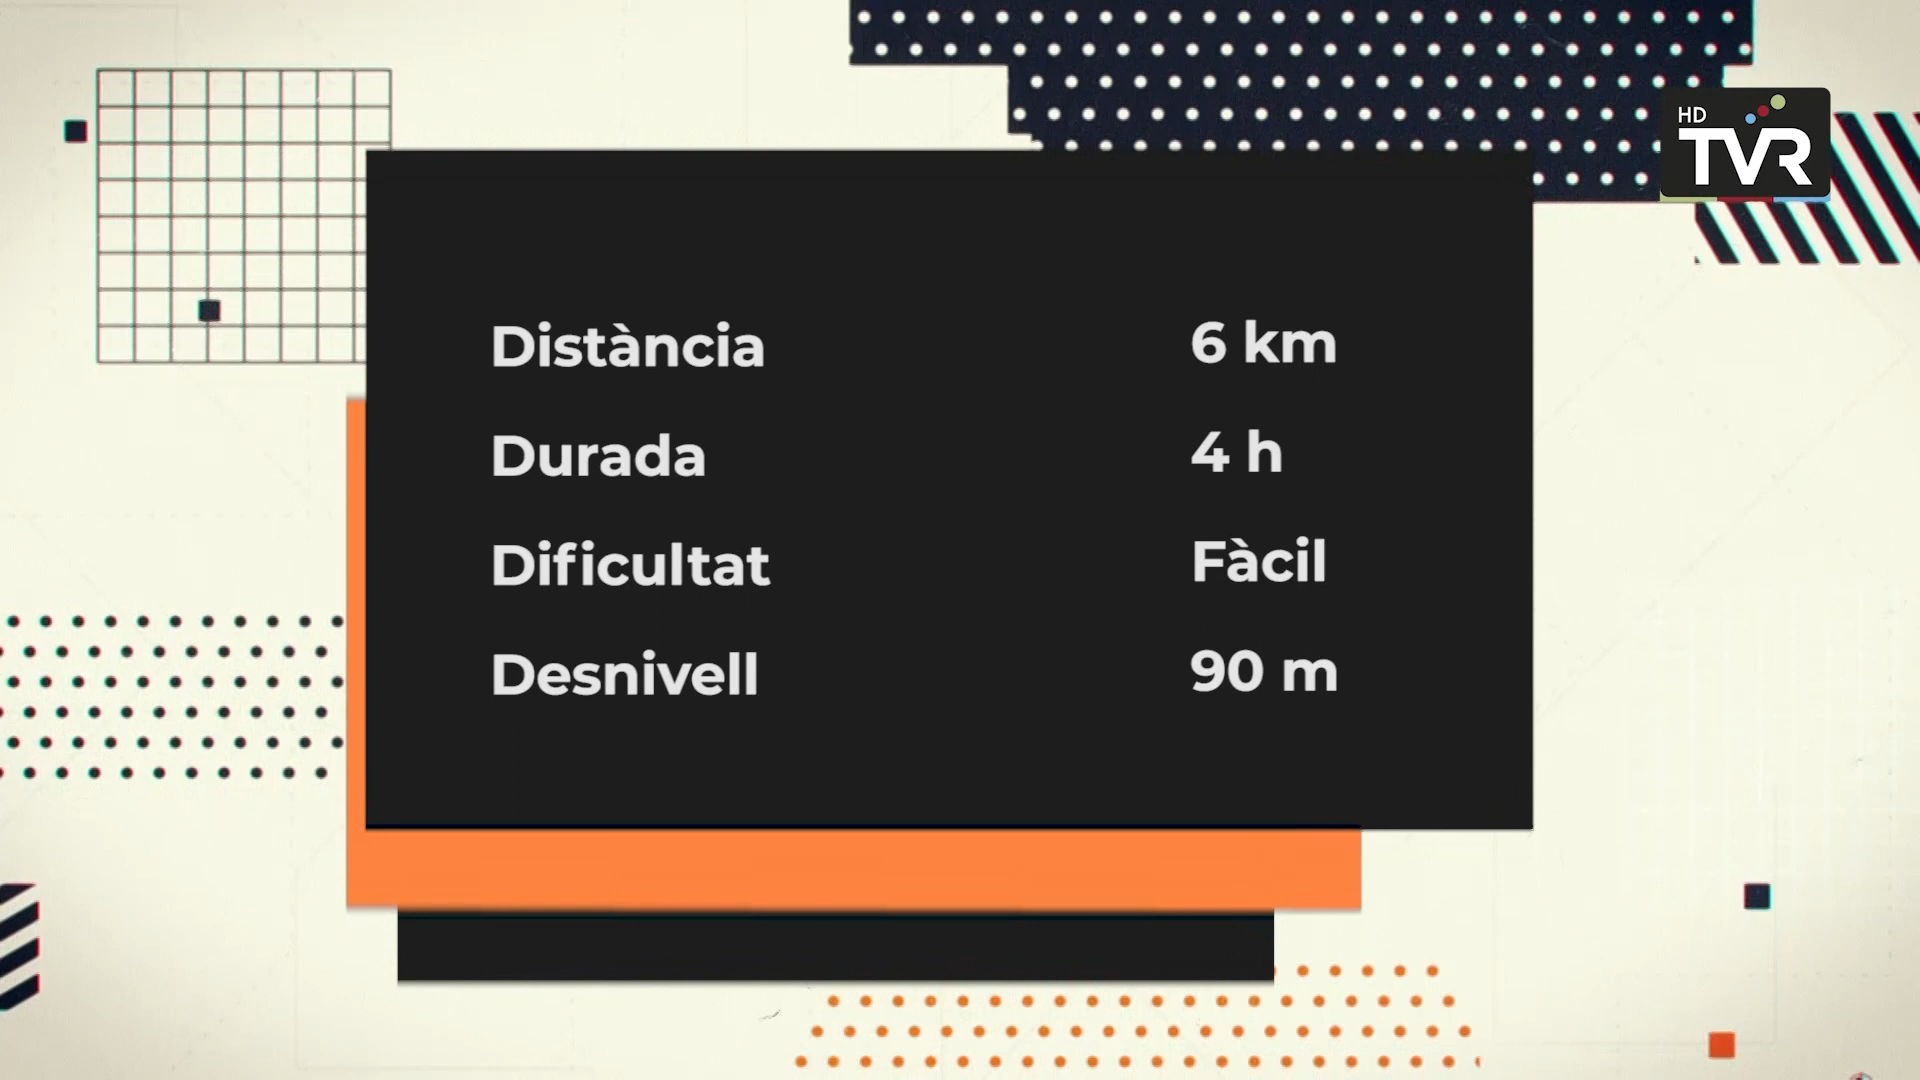 HD
TVR
Distància 6 km
Durada 4 h
Dificultat Fàcil
Desnivell 90 m